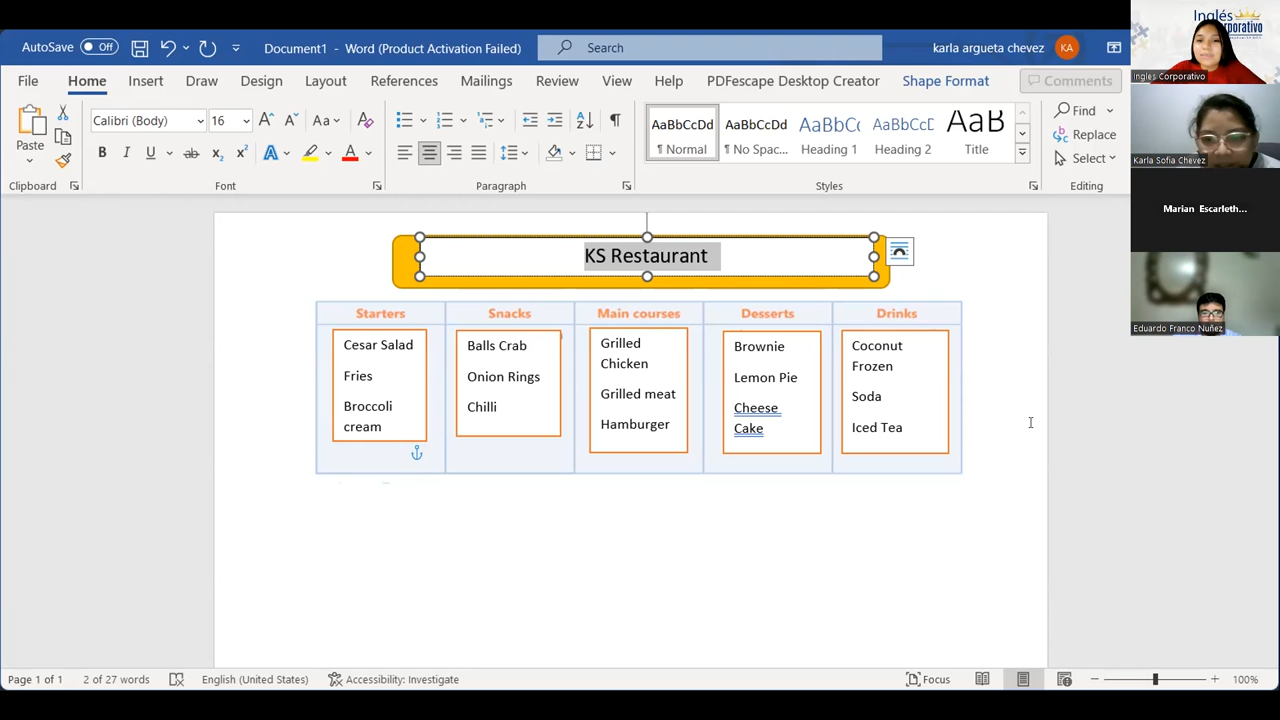 Inglés
Corporativo
AutoSave Off Document1 - Word (Product Activation Failed) Search karla argueta chevez KA
File Home Insert Draw Design Layout References Mailings Review View Help PDFescape Desktop Creator Shape Format Comments
Paste Calibri (Body) 16 AaBbCcDd AaBbCcDd AaBbCc AaBbCcD AaB Find
¶ Normal ¶ No Spac... Heading 1 Heading 2 Title Replace
Select
Clipboard Font Paragraph Styles Editing
Ingles Corporativo
Karla Sofia Chevez
Marian Escarleth...
Eduardo Franco Nuñez
KS Restaurant
Starters Snacks Main courses Desserts Drinks
Cesar Salad
Fries
Broccoli
cream
Balls Crab
Onion Rings
Chilli
Grilled
Chicken
Grilled meat
Hamburger
Brownie
Lemon Pie
Cheese
Cake
Coconut
Frozen
Soda
Iced Tea
Page 1 of 1 2 of 27 words English (United States) Accessibility: Investigate Focus 100%